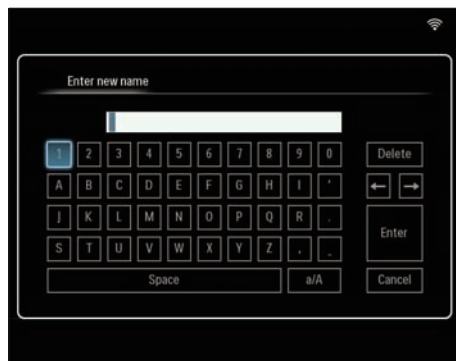 Enter new name
1 2 3 4 5 6 7 8 9 0 Delete
A B C D E F G H I ' ← →
J K L M N O P Q R . Enter
S T U V W X Y Z , _
Space a/A Cancel